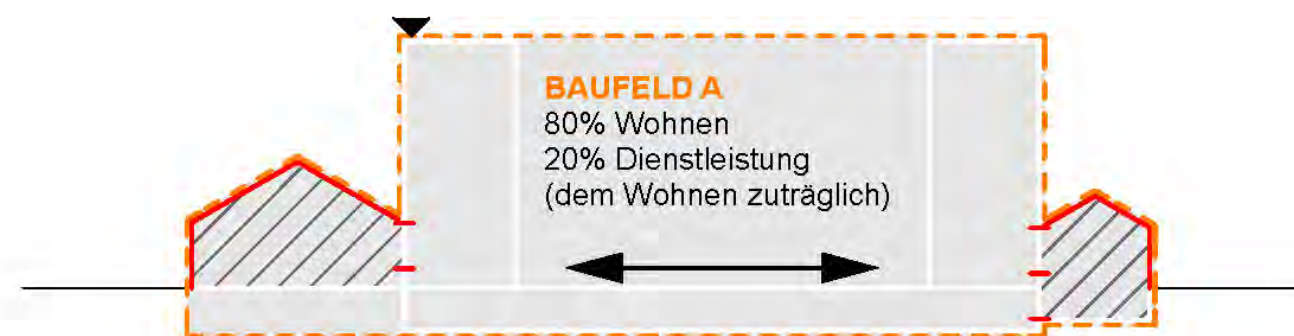 BAUFELD A
80% Wohnen
20% Dienstleistung
(dem Wohnen zuträglich)